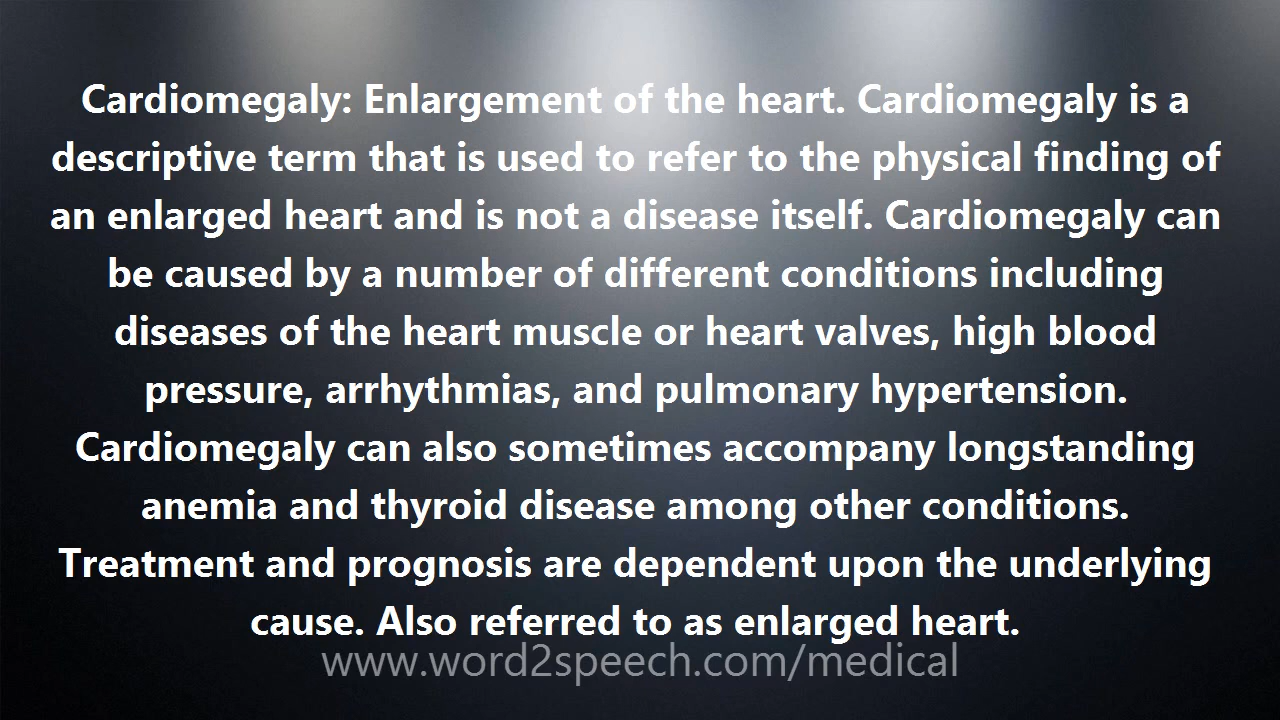 Cardiomegaly: Enlargement of the heart. Cardiomegaly is a
descriptive term that is used to refer to the physical finding of
an enlarged heart and is not a disease itself. Cardiomegaly can
be caused by a number of different conditions including
diseases of the heart muscle or heart valves, high blood
pressure, arrhythmias, and pulmonary hypertension.
Cardiomegaly can also sometimes accompany longstanding
anemia and thyroid disease among other conditions.
Treatment and prognosis are dependent upon the underlying
cause. Also referred to as enlarged heart.
www.word2speech.com/medical